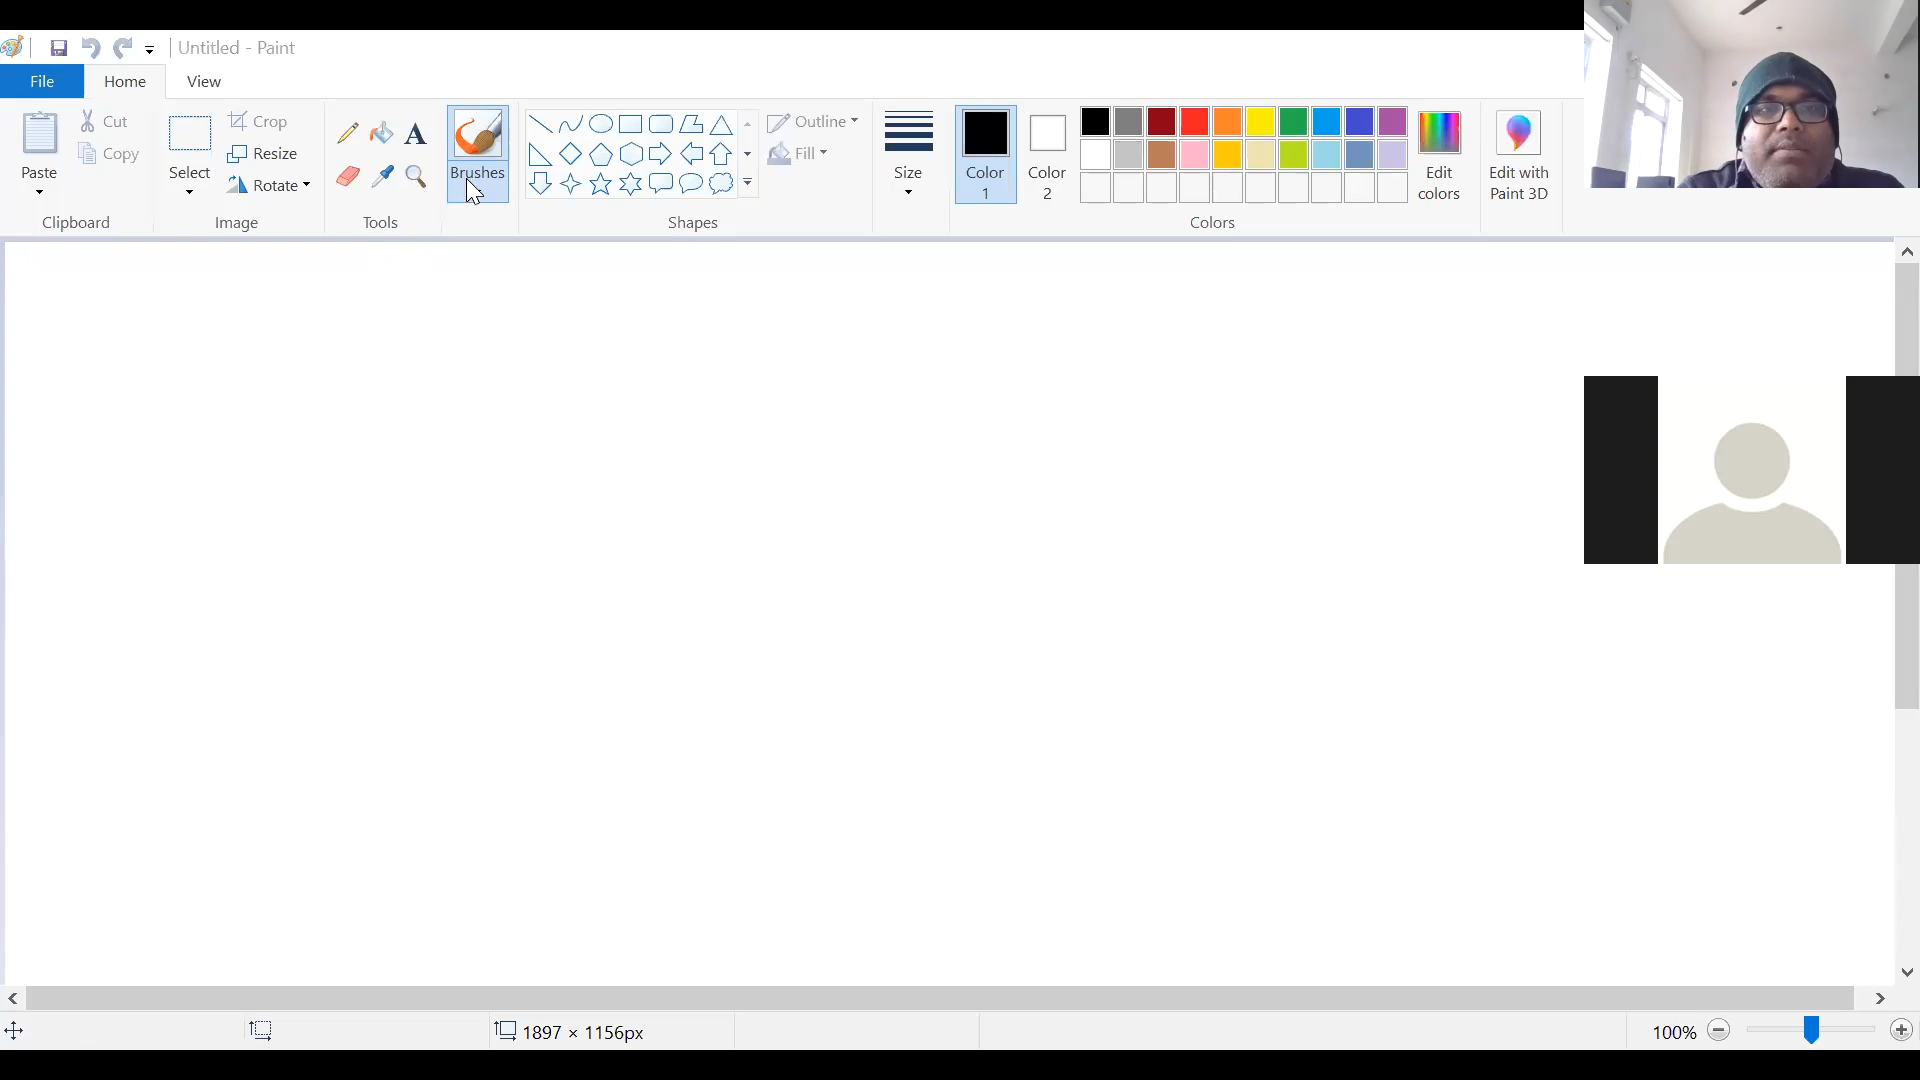 Untitled - Paint
File Home View
Paste
Cut
Copy
Clipboard
Select
Crop
Resize
Rotate
Image
A
Tools
Brushes
Shapes
Outline
Fill
Size
Color 1
Color 2
Colors
Edit colors
Edit with Paint 3D
1897 × 1156px
100%